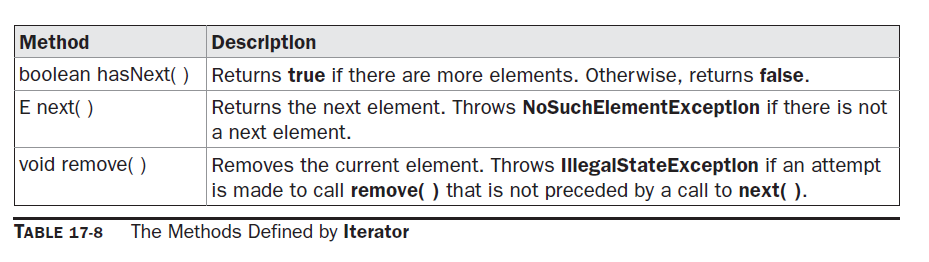 Method Description
boolean hasNext( ) Returns true if there are more elements. Otherwise, returns false.
E next( ) Returns the next element. Throws NoSuchElementException if there is not
a next element.
void remove( ) Removes the current element. Throws IllegalStateException if an attempt
is made to call remove( ) that is not preceded by a call to next( ).
TABLE 17-8 The Methods Defined by Iterator